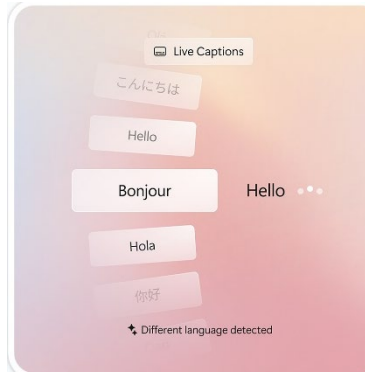 Live Captions
こんにちは
Hello
Bonjour
Hello
Hola
你好
Different language detected